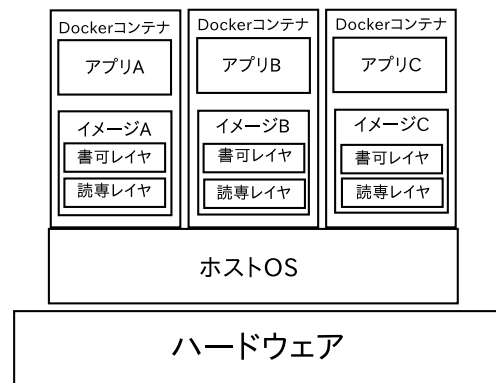 Dockerコンテナ
アプリA
イメージA
書可レイヤ
読専レイヤ
Dockerコンテナ
アプリB
イメージB
書可レイヤ
読専レイヤ
Dockerコンテナ
アプリC
イメージC
書可レイヤ
読専レイヤ
ホストOS
ハードウェア